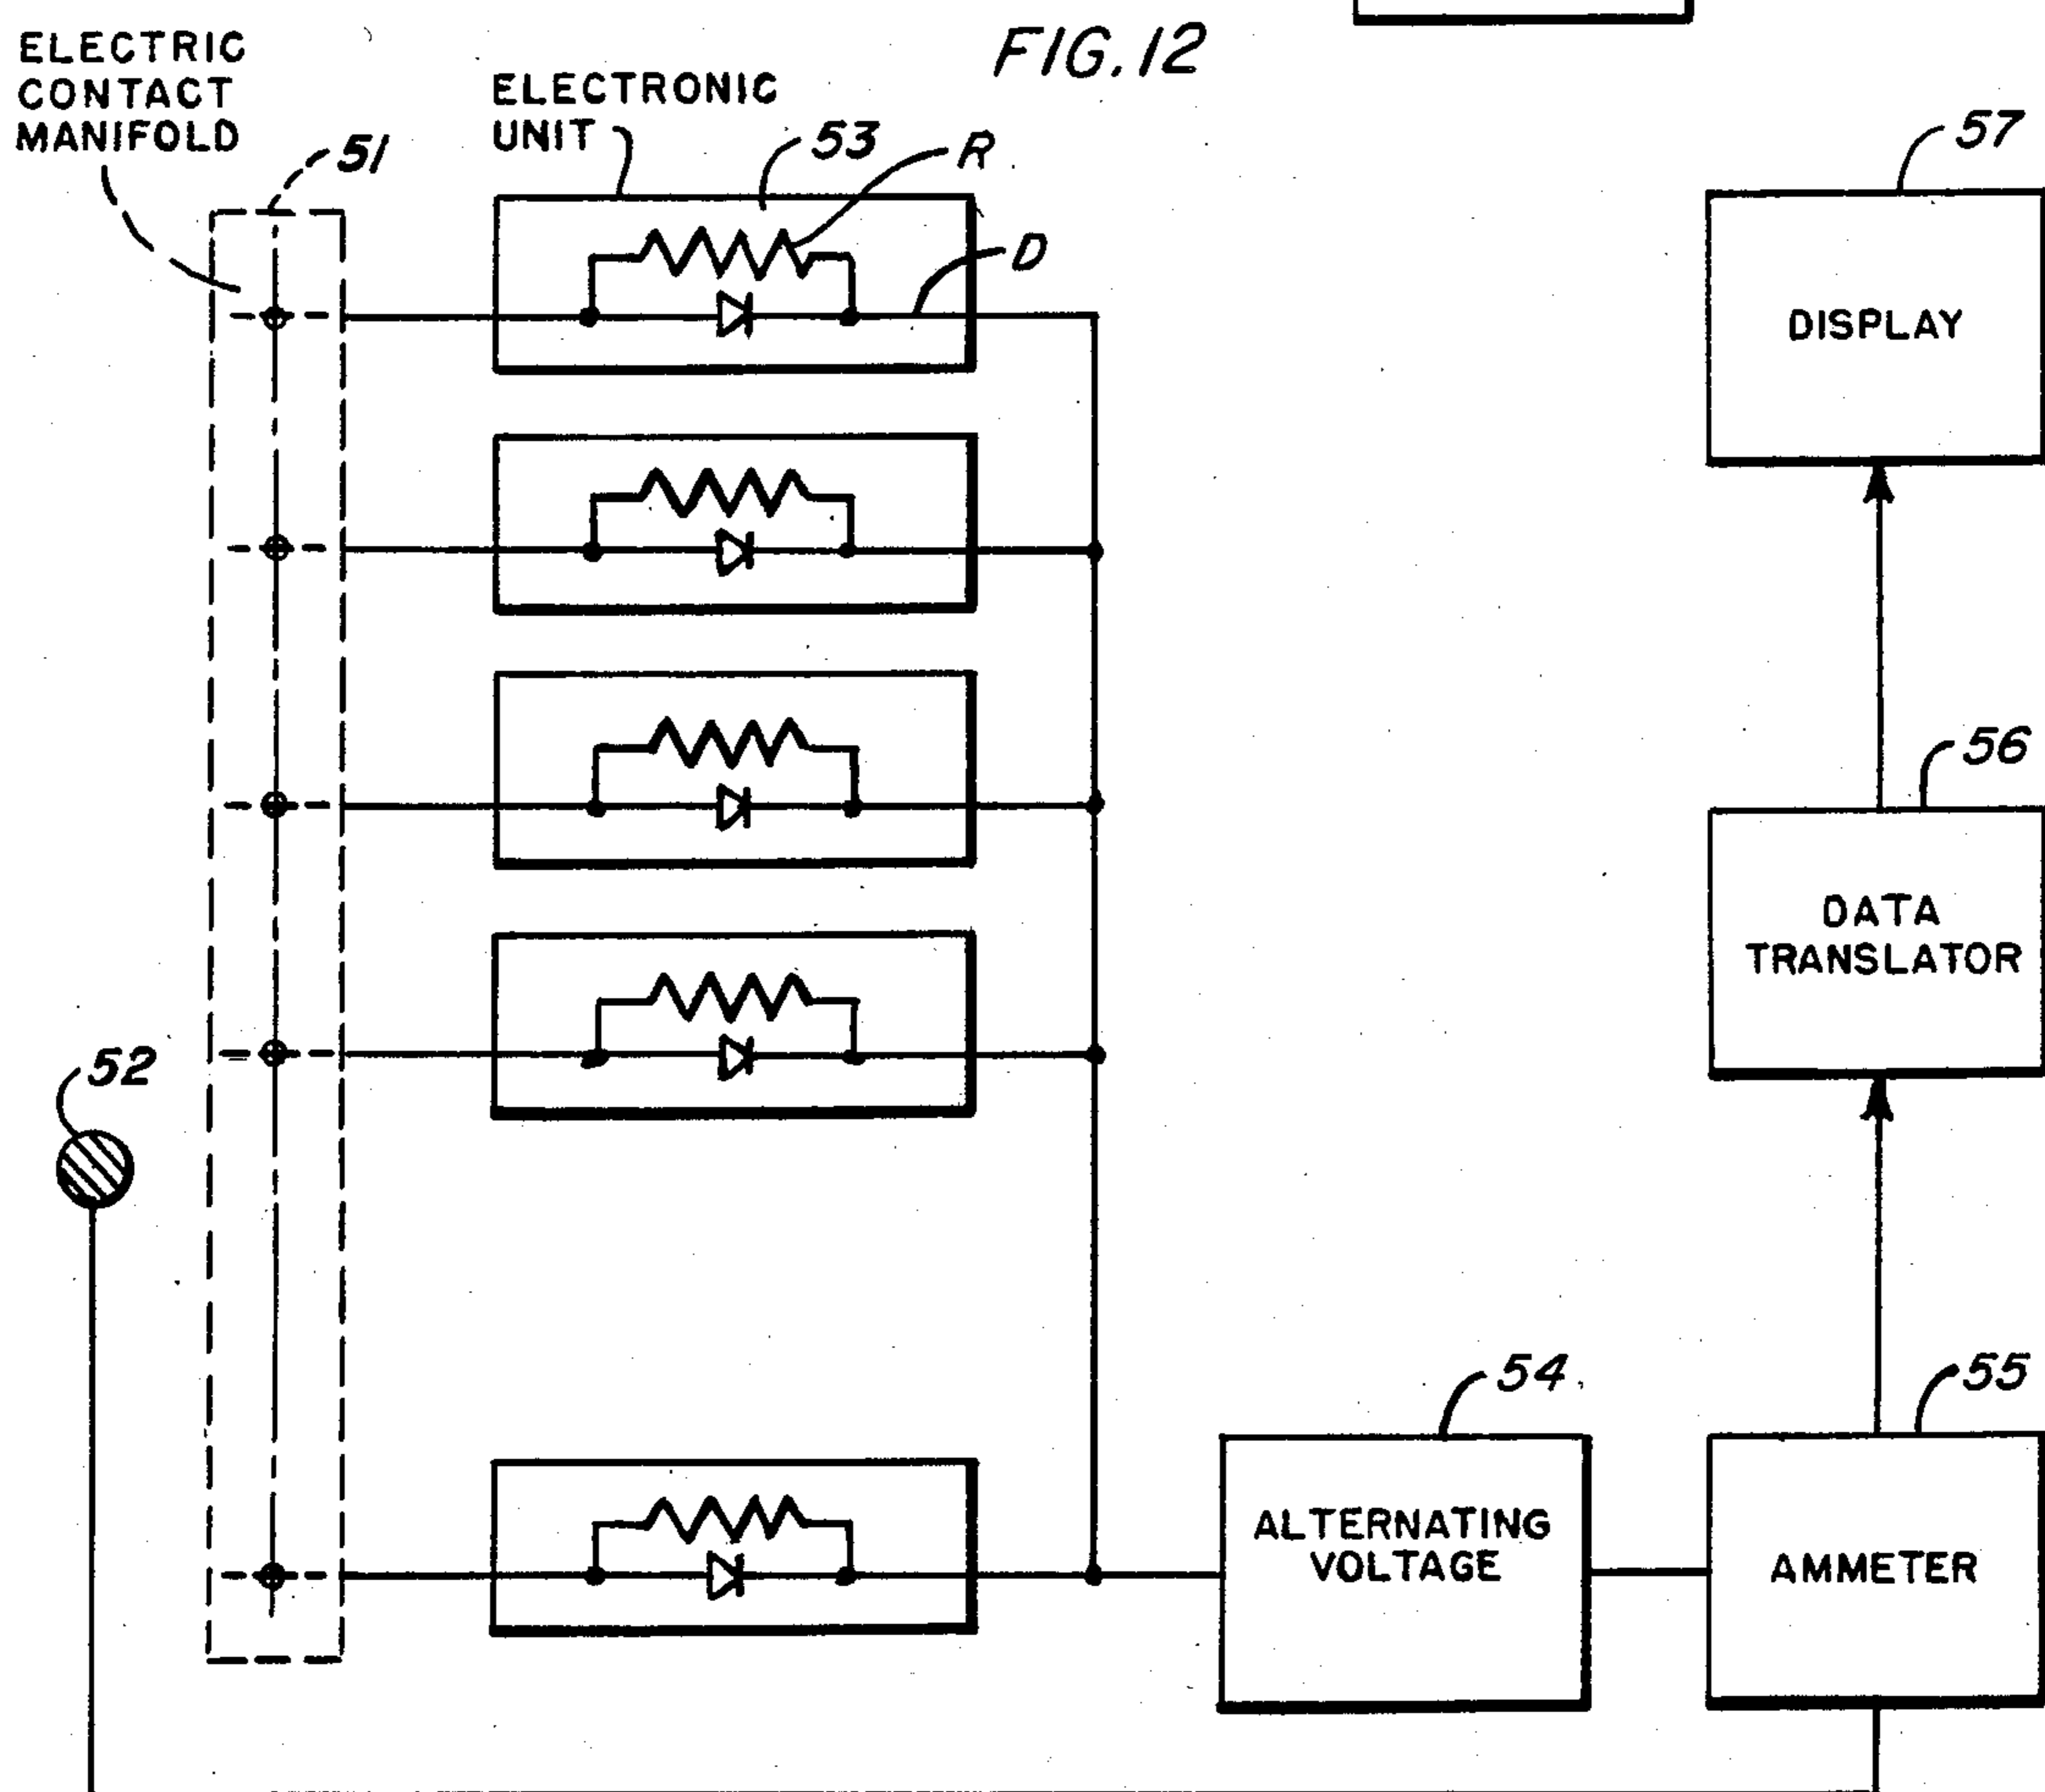 FIG.12
ELECTRIC
CONTACT
MANIFOLD
51
ELECTRONIC
UNIT
53
R
D
57
DISPLAY
56
DATA
TRANSLATOR
52
54
55
ALTERNATING
VOLTAGE
AMMETER